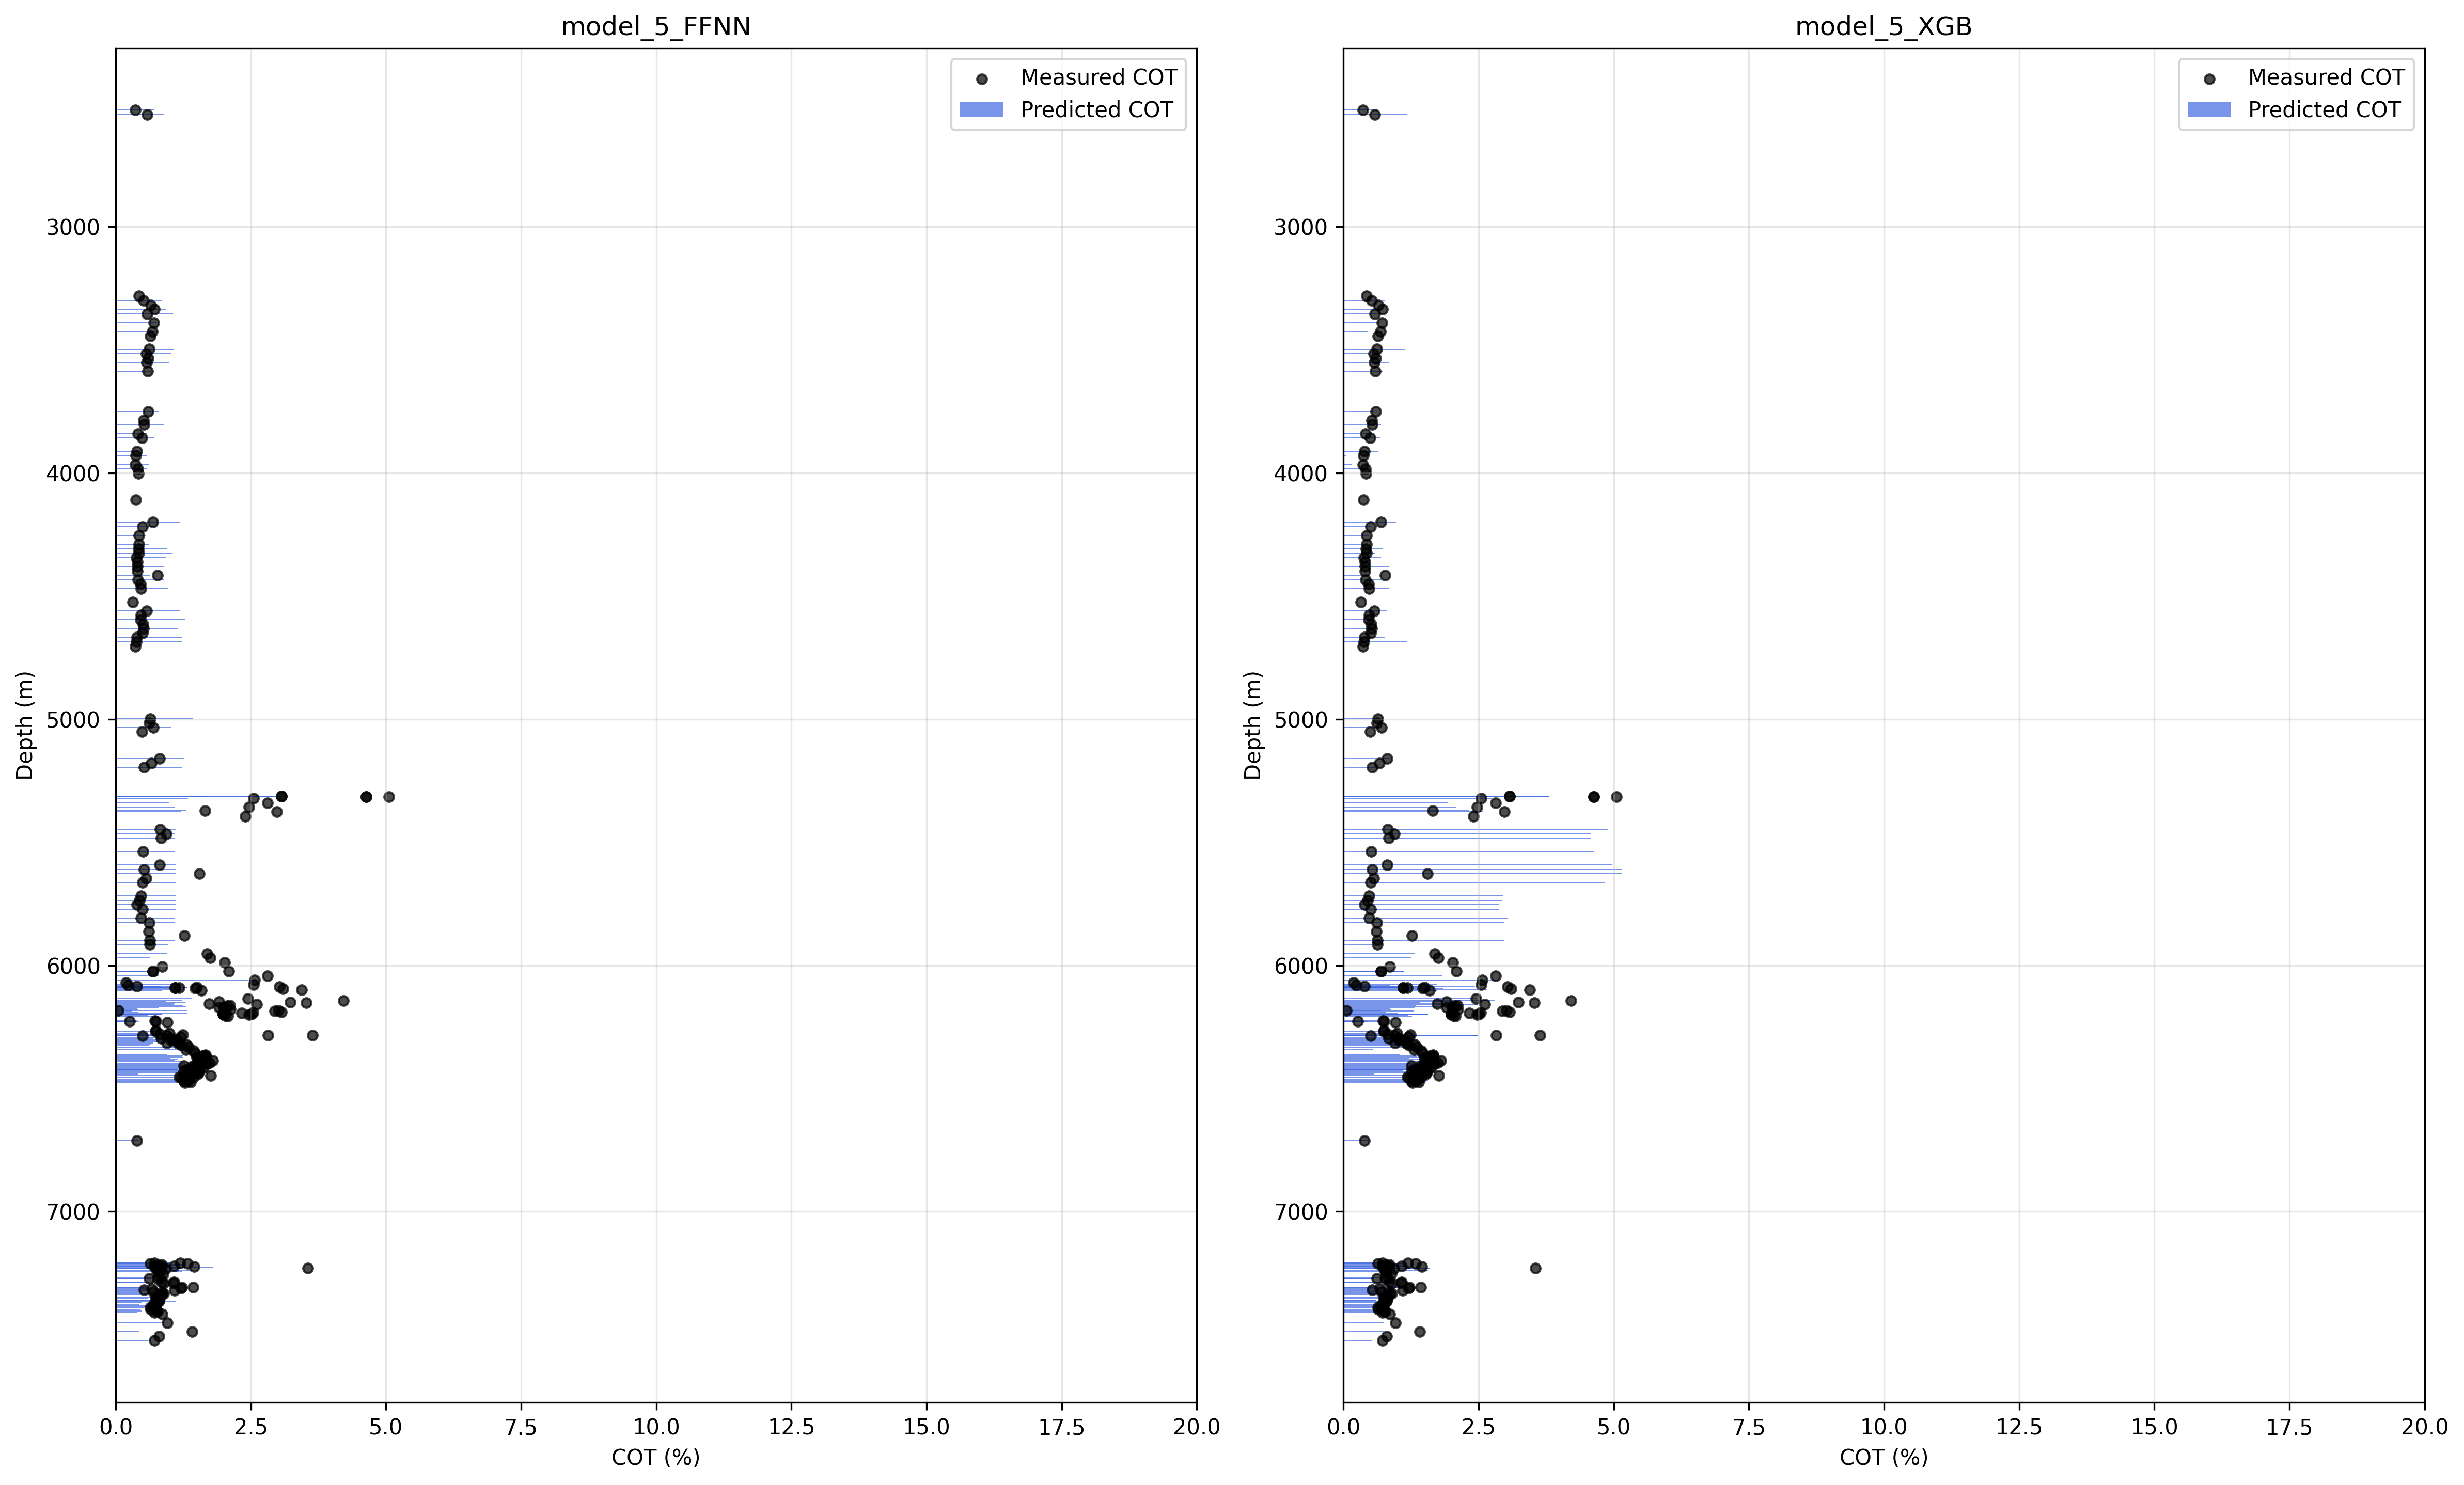 model_5_FFNN
Measured COT
Predicted COT
3000
4000
5000
6000
7000
Depth (m)
0.0 2.5 5.0 7.5 10.0 12.5 15.0 17.5 20.0
COT (%)
model_5_XGB
Measured COT
Predicted COT
3000
4000
5000
6000
7000
Depth (m)
0.0 2.5 5.0 7.5 10.0 12.5 15.0 17.5 20.0
COT (%)